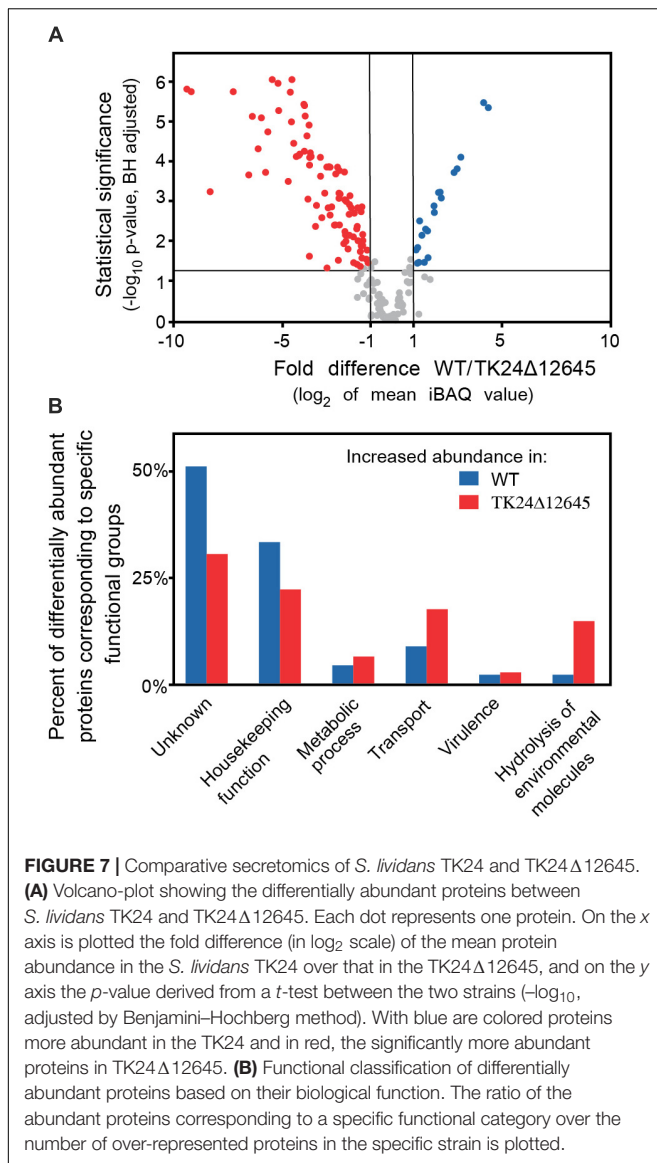 A
Statistical significance
(-log10 p-value, BH adjusted)
6
5
4
3
2
1
0
-10
-5
-1
1
5
10
Fold difference WT/TK24Δ12645
(log2 of mean iBAQ value)
B
Percent of differentially abundant
proteins corresponding to specific
functional groups
50%
25%
0%
Increased abundance in:
WT
TK24Δ12645
Unknown
Housekeeping
function
Metabolic
process
Transport
Virulence
Hydrolysis of
environmental
molecules
FIGURE 7 | Comparative secretomics of S. lividans TK24 and TK24Δ12645.
(A) Volcano-plot showing the differentially abundant proteins between
S. lividans TK24 and TK24Δ12645. Each dot represents one protein. On the x
axis is plotted the fold difference (in log2 scale) of the mean protein
abundance in the S. lividans TK24 over that in the TK24Δ12645, and on the y
axis the p-value derived from a t-test between the two strains (–log10,
adjusted by Benjamini–Hochberg method). With blue are colored proteins
more abundant in the TK24 and in red, the significantly more abundant
proteins in TK24Δ12645. (B) Functional classification of differentially
abundant proteins based on their biological function. The ratio of the
abundant proteins corresponding to a specific functional category over the
number of over-represented proteins in the specific strain is plotted.